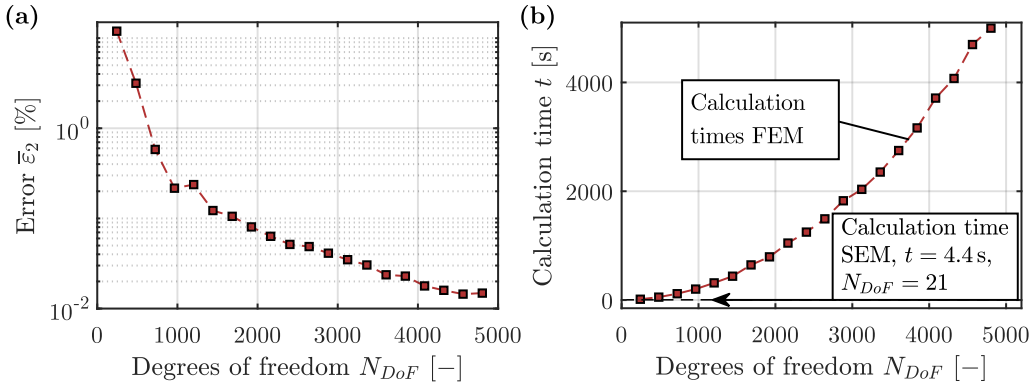 (a)
10^0
10^-2
Error ε̅₂ [%]
0 1000 2000 3000 4000 5000
Degrees of freedom N_DoF [−]
(b)
4000
2000
0
Calculation time t [s]
Calculation
times FEM
Calculation time
SEM, t = 4.4 s,
N_DoF = 21
0 1000 2000 3000 4000 5000
Degrees of freedom N_DoF [−]